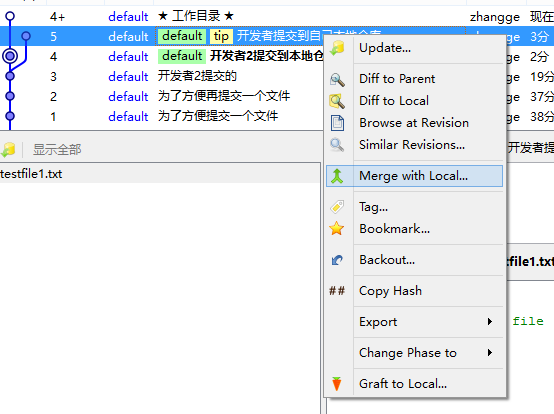 4+ default ★ 工作目录 ★ zhangge 现在
5 default default tip 开发者提交到自己本地仓库 3分
4 default default 开发者2提交到本地仓 ge 2分
3 default 开发者2提交的 ge 19分
2 default 为了方便再提交一个文件 ge 37分
1 default 为了方便提交一个文件 ge 38分
显示全部 开发者提
testfile1.txt
Update...
Diff to Parent
Diff to Local
Browse at Revision
Similar Revisions...
Merge with Local...
Tag...
Bookmark...
Backout...
## Copy Hash
Export
Change Phase to
Graft to Local...
file1.txt
file